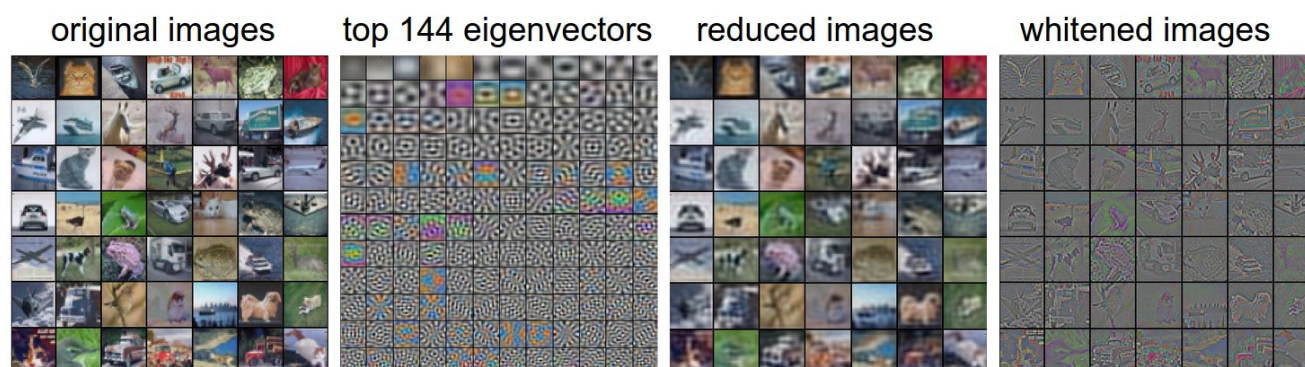 original images
top 144 eigenvectors
reduced images
whitened images